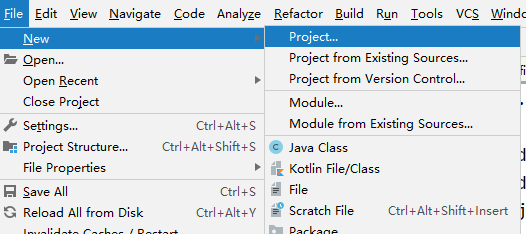 File Edit View Navigate Code Analyze Refactor Build Run Tools VCS
New
Open...
Open Recent
Close Project
Settings... Ctrl+Alt+S
Project Structure... Ctrl+Alt+Shift+S
File Properties
Save All Ctrl+S
Reload All from Disk Ctrl+Alt+Y
Invalidate Caches / Restart
Project...
Project from Existing Sources...
Project from Version Control...
Module...
Module from Existing Sources...
Java Class
Kotlin File/Class
File
Scratch File Ctrl+Alt+Shift+Insert
Package